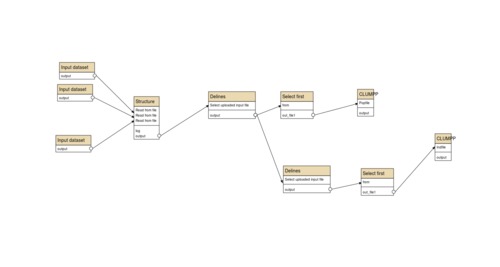 Input dataset
output
Input dataset
output
Input dataset
output
Structure
Read from file
Read from file
Read from file
log
output
Delines
Select uploaded input file
output
Select first
from
out_file1
CLUMPP
Popfile
output
Delines
Select uploaded input file
output
Select first
from
out_file1
CLUMPP
Indfile
output